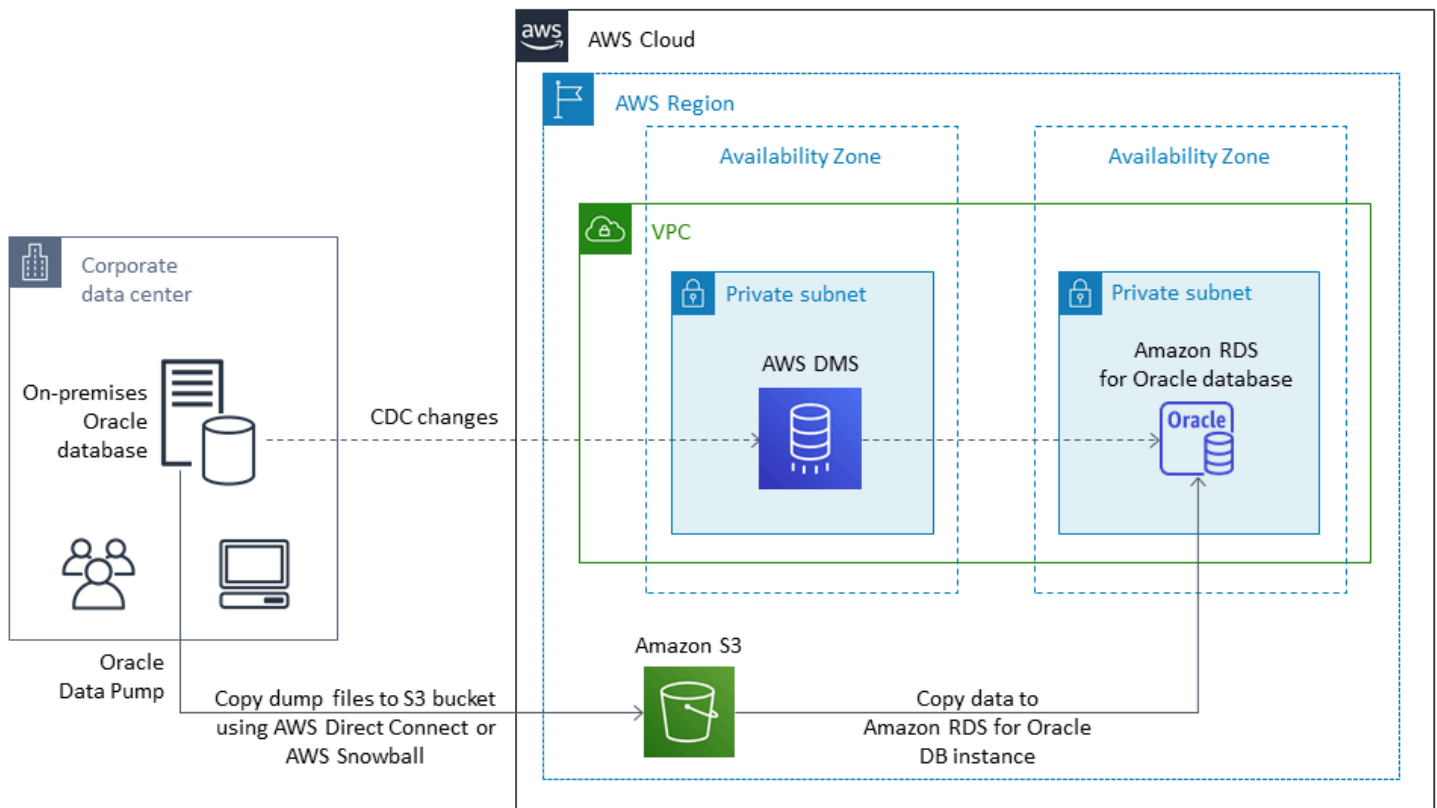 aws
AWS Cloud
AWS Region
Availability Zone
Availability Zone
VPC
Corporate
data center
Private subnet
Private subnet
AWS DMS
Amazon RDS
for Oracle database
On-premises
Oracle
database
CDC changes
Oracle
Amazon S3
Oracle
Data Pump
Copy dump files to S3 bucket
using AWS Direct Connect or
AWS Snowball
Copy data to
Amazon RDS for Oracle
DB instance